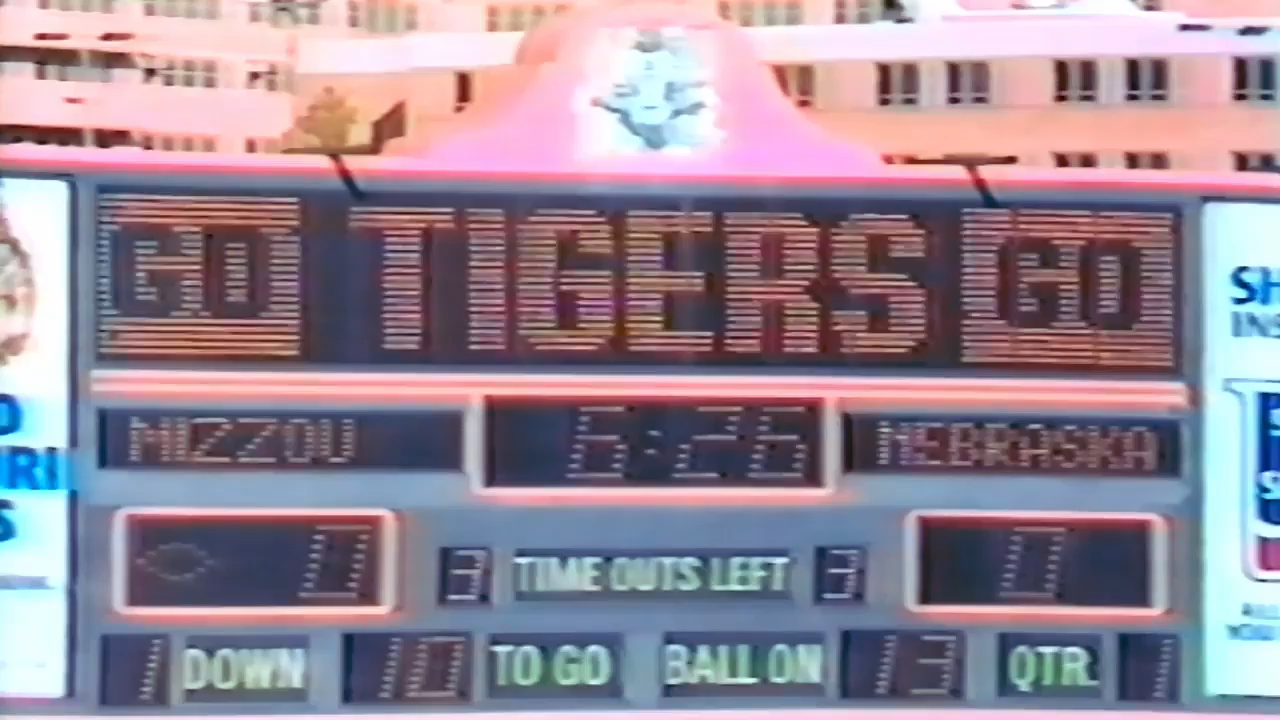 GO TIGERS GO
MIZZOU 6:26 NEBRASKA
0 3 TIME OUTS LEFT 3 0
1 DOWN 10 TO GO BALL ON 13 QTR. 1